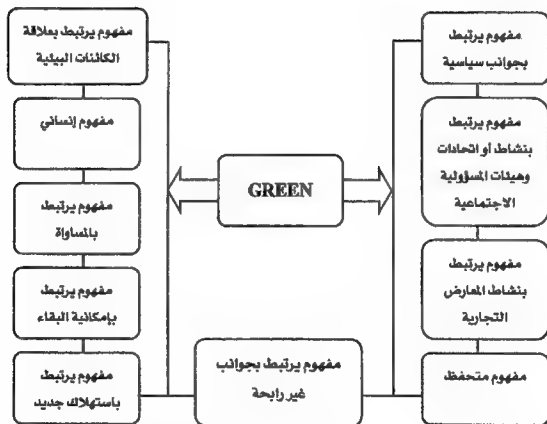 مفهوم يرتبط
بجوانب سياسية
مفهوم يرتبط
بنشاط أو اتحادات
وهيئات المسؤولية
الاجتماعية
مفهوم يرتبط
بنشاط المعارض
التجارية
مفهوم متحفظ
GREEN
مفهوم يرتبط بجوانب
غير رابحة
مفهوم يرتبط بعلاقة
الكائنات البيئية
مفهوم إنساني
مفهوم يرتبط
بالمساواة
مفهوم يرتبط
بإمكانية البقاء
مفهوم يرتبط
باستهلاك جديد